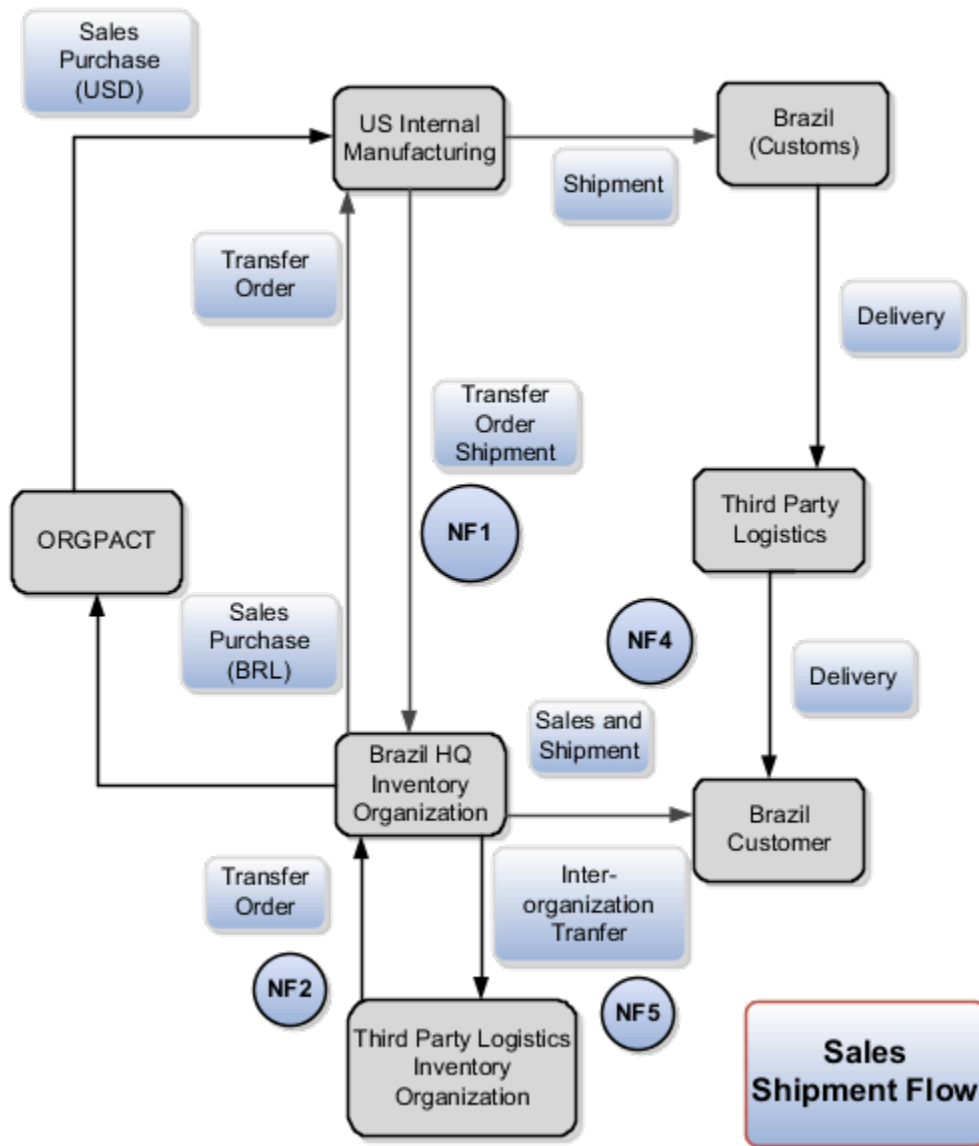 Sales
Purchase
(USD)
US Internal
Manufacturing
Brazil
(Customs)
Shipment
Transfer
Order
Delivery
Transfer
Order
Shipment
Third Party
Logistics
ORGPACT
NF1
Sales
Purchase
(BRL)
NF4
Delivery
Sales and
Shipment
Brazil HQ
Inventory
Organization
Brazil
Customer
Transfer
Order
Inter-
organization
Tranfer
NF2
NF5
Third Party Logistics
Inventory
Organization
Sales
Shipment Flow